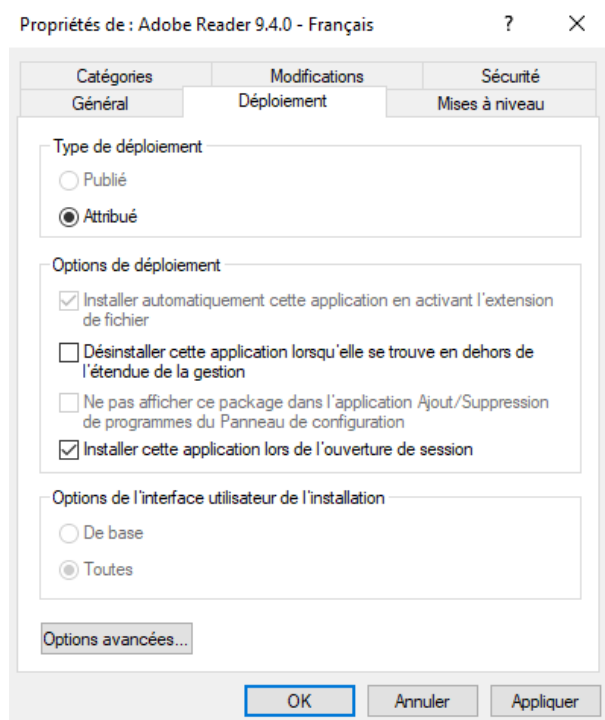 Propriétés de : Adobe Reader 9.4.0 - Français ? ×
Catégories Modifications Sécurité
Général Déploiement Mises à niveau
Type de déploiement
Publié
Attribué
Options de déploiement
Installer automatiquement cette application en activant l'extension
de fichier
Désinstaller cette application lorsqu'elle se trouve en dehors de
l'étendue de la gestion
Ne pas afficher ce package dans l'application Ajout/Suppression
de programmes du Panneau de configuration
Installer cette application lors de l'ouverture de session
Options de l'interface utilisateur de l'installation
De base
Toutes
Options avancées...
OK Annuler Appliquer